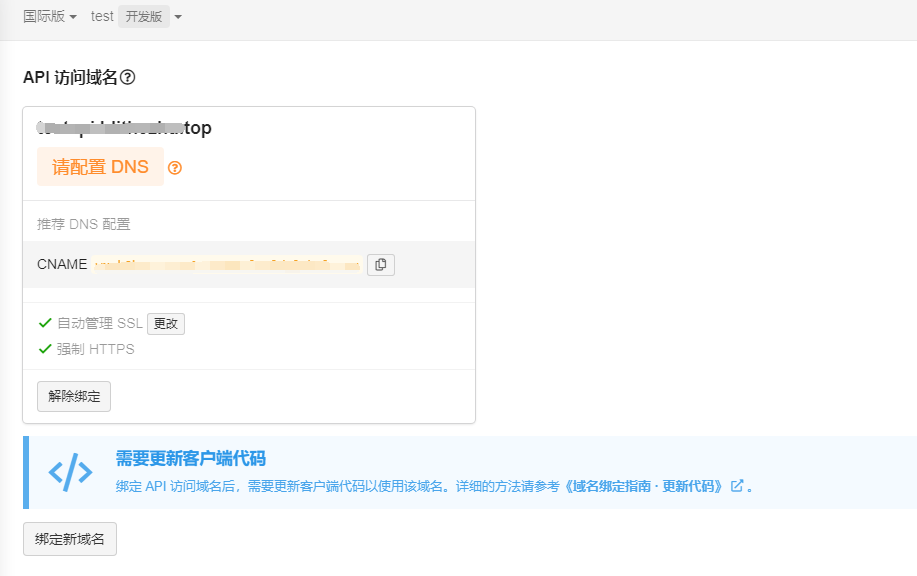 国际版 test 开发版
API 访问域名
top
请配置 DNS
推荐 DNS 配置
CNAME
自动管理 SSL 更改
强制 HTTPS
解除绑定
需要更新客户端代码
绑定 API 访问域名后，需要更新客户端代码以使用该域名。详细的方法请参考《域名绑定指南 · 更新代码》 。
绑定新域名